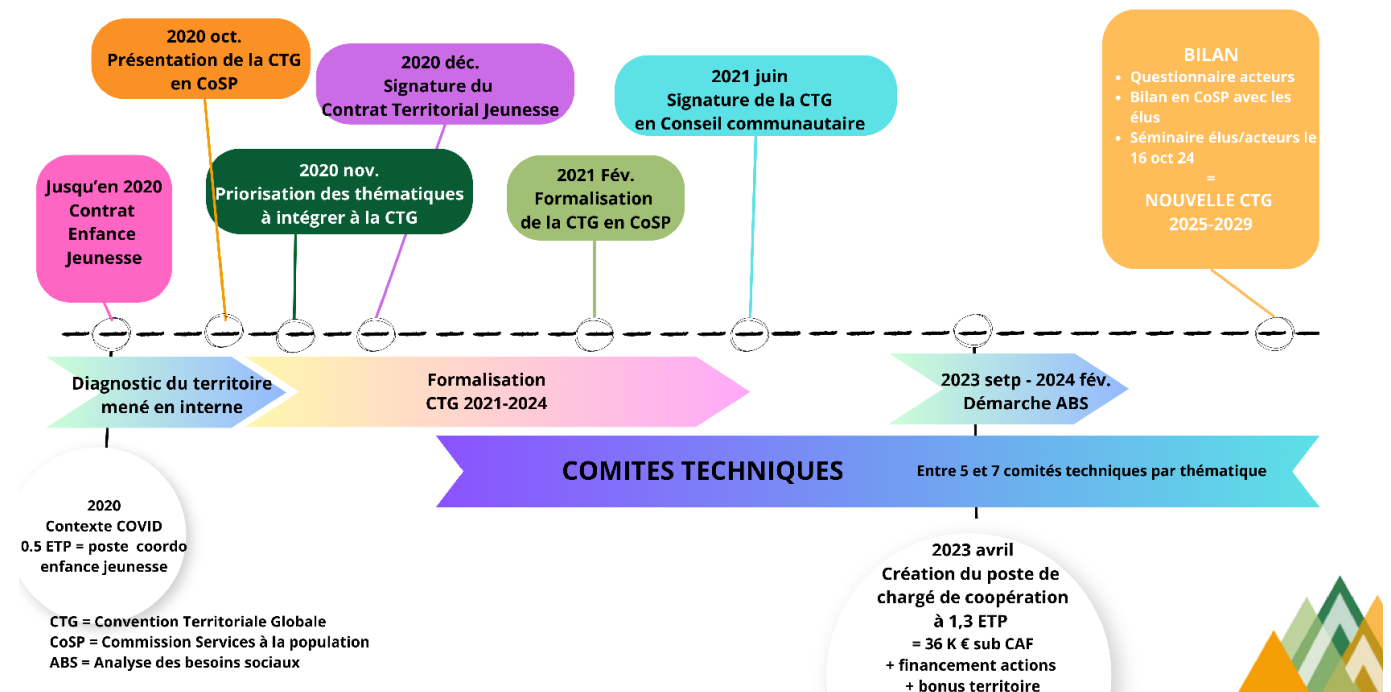 2020 oct.
Présentation de la CTG
en CoSP
2020 déc.
Signature du
Contrat Territorial Jeunesse
2021 juin
Signature de la CTG
en Conseil communautaire
BILAN
• Questionnaire acteurs
• Bilan en CoSP avec les
élus
• Séminaire élus/acteurs le
16 oct 24
=
NOUVELLE CTG
2025-2029
Jusqu'en 2020
Contrat
Enfance
Jeunesse
2020 nov.
Priorisation des thématiques
à intégrer à la CTG
2021 Fév.
Formalisation
de la CTG en CoSP
Diagnostic du territoire
mené en interne
Formalisation
CTG 2021-2024
2023 setp - 2024 fév.
Démarche ABS
COMITES TECHNIQUES
Entre 5 et 7 comités techniques par thématique
2020
Contexte COVID
0.5 ETP = poste coordo
enfance jeunesse
2023 avril
Création du poste de
chargé de coopération
à 1,3 ETP
= 36 K € sub CAF
+ financement actions
+ bonus territoire
CTG = Convention Territoriale Globale
CoSP = Commission Services à la population
ABS = Analyse des besoins sociaux